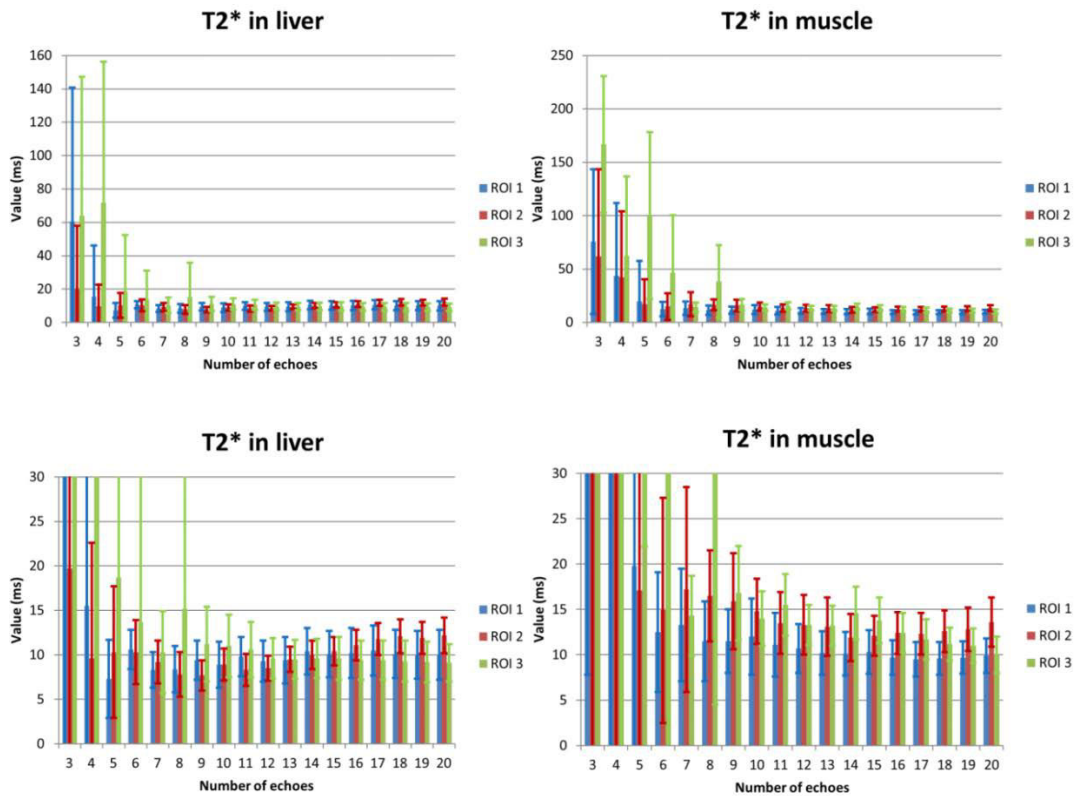 T2* in liver
160
140
120
100
80
60
40
20
0
Value (ms)
3 4 5 6 7 8 9 10 11 12 13 14 15 16 17 18 19 20
Number of echoes
ROI 1
ROI 2
ROI 3
T2* in muscle
250
200
150
100
50
0
Value (ms)
3 4 5 6 7 8 9 10 11 12 13 14 15 16 17 18 19 20
Number of echoes
ROI 1
ROI 2
ROI 3
T2* in liver
30
25
20
15
10
5
0
Value (ms)
3 4 5 6 7 8 9 10 11 12 13 14 15 16 17 18 19 20
Number of echoes
ROI 1
ROI 2
ROI 3
T2* in muscle
30
25
20
15
10
5
0
Value (ms)
3 4 5 6 7 8 9 10 11 12 13 14 15 16 17 18 19 20
Number of echoes
ROI 1
ROI 2
ROI 3